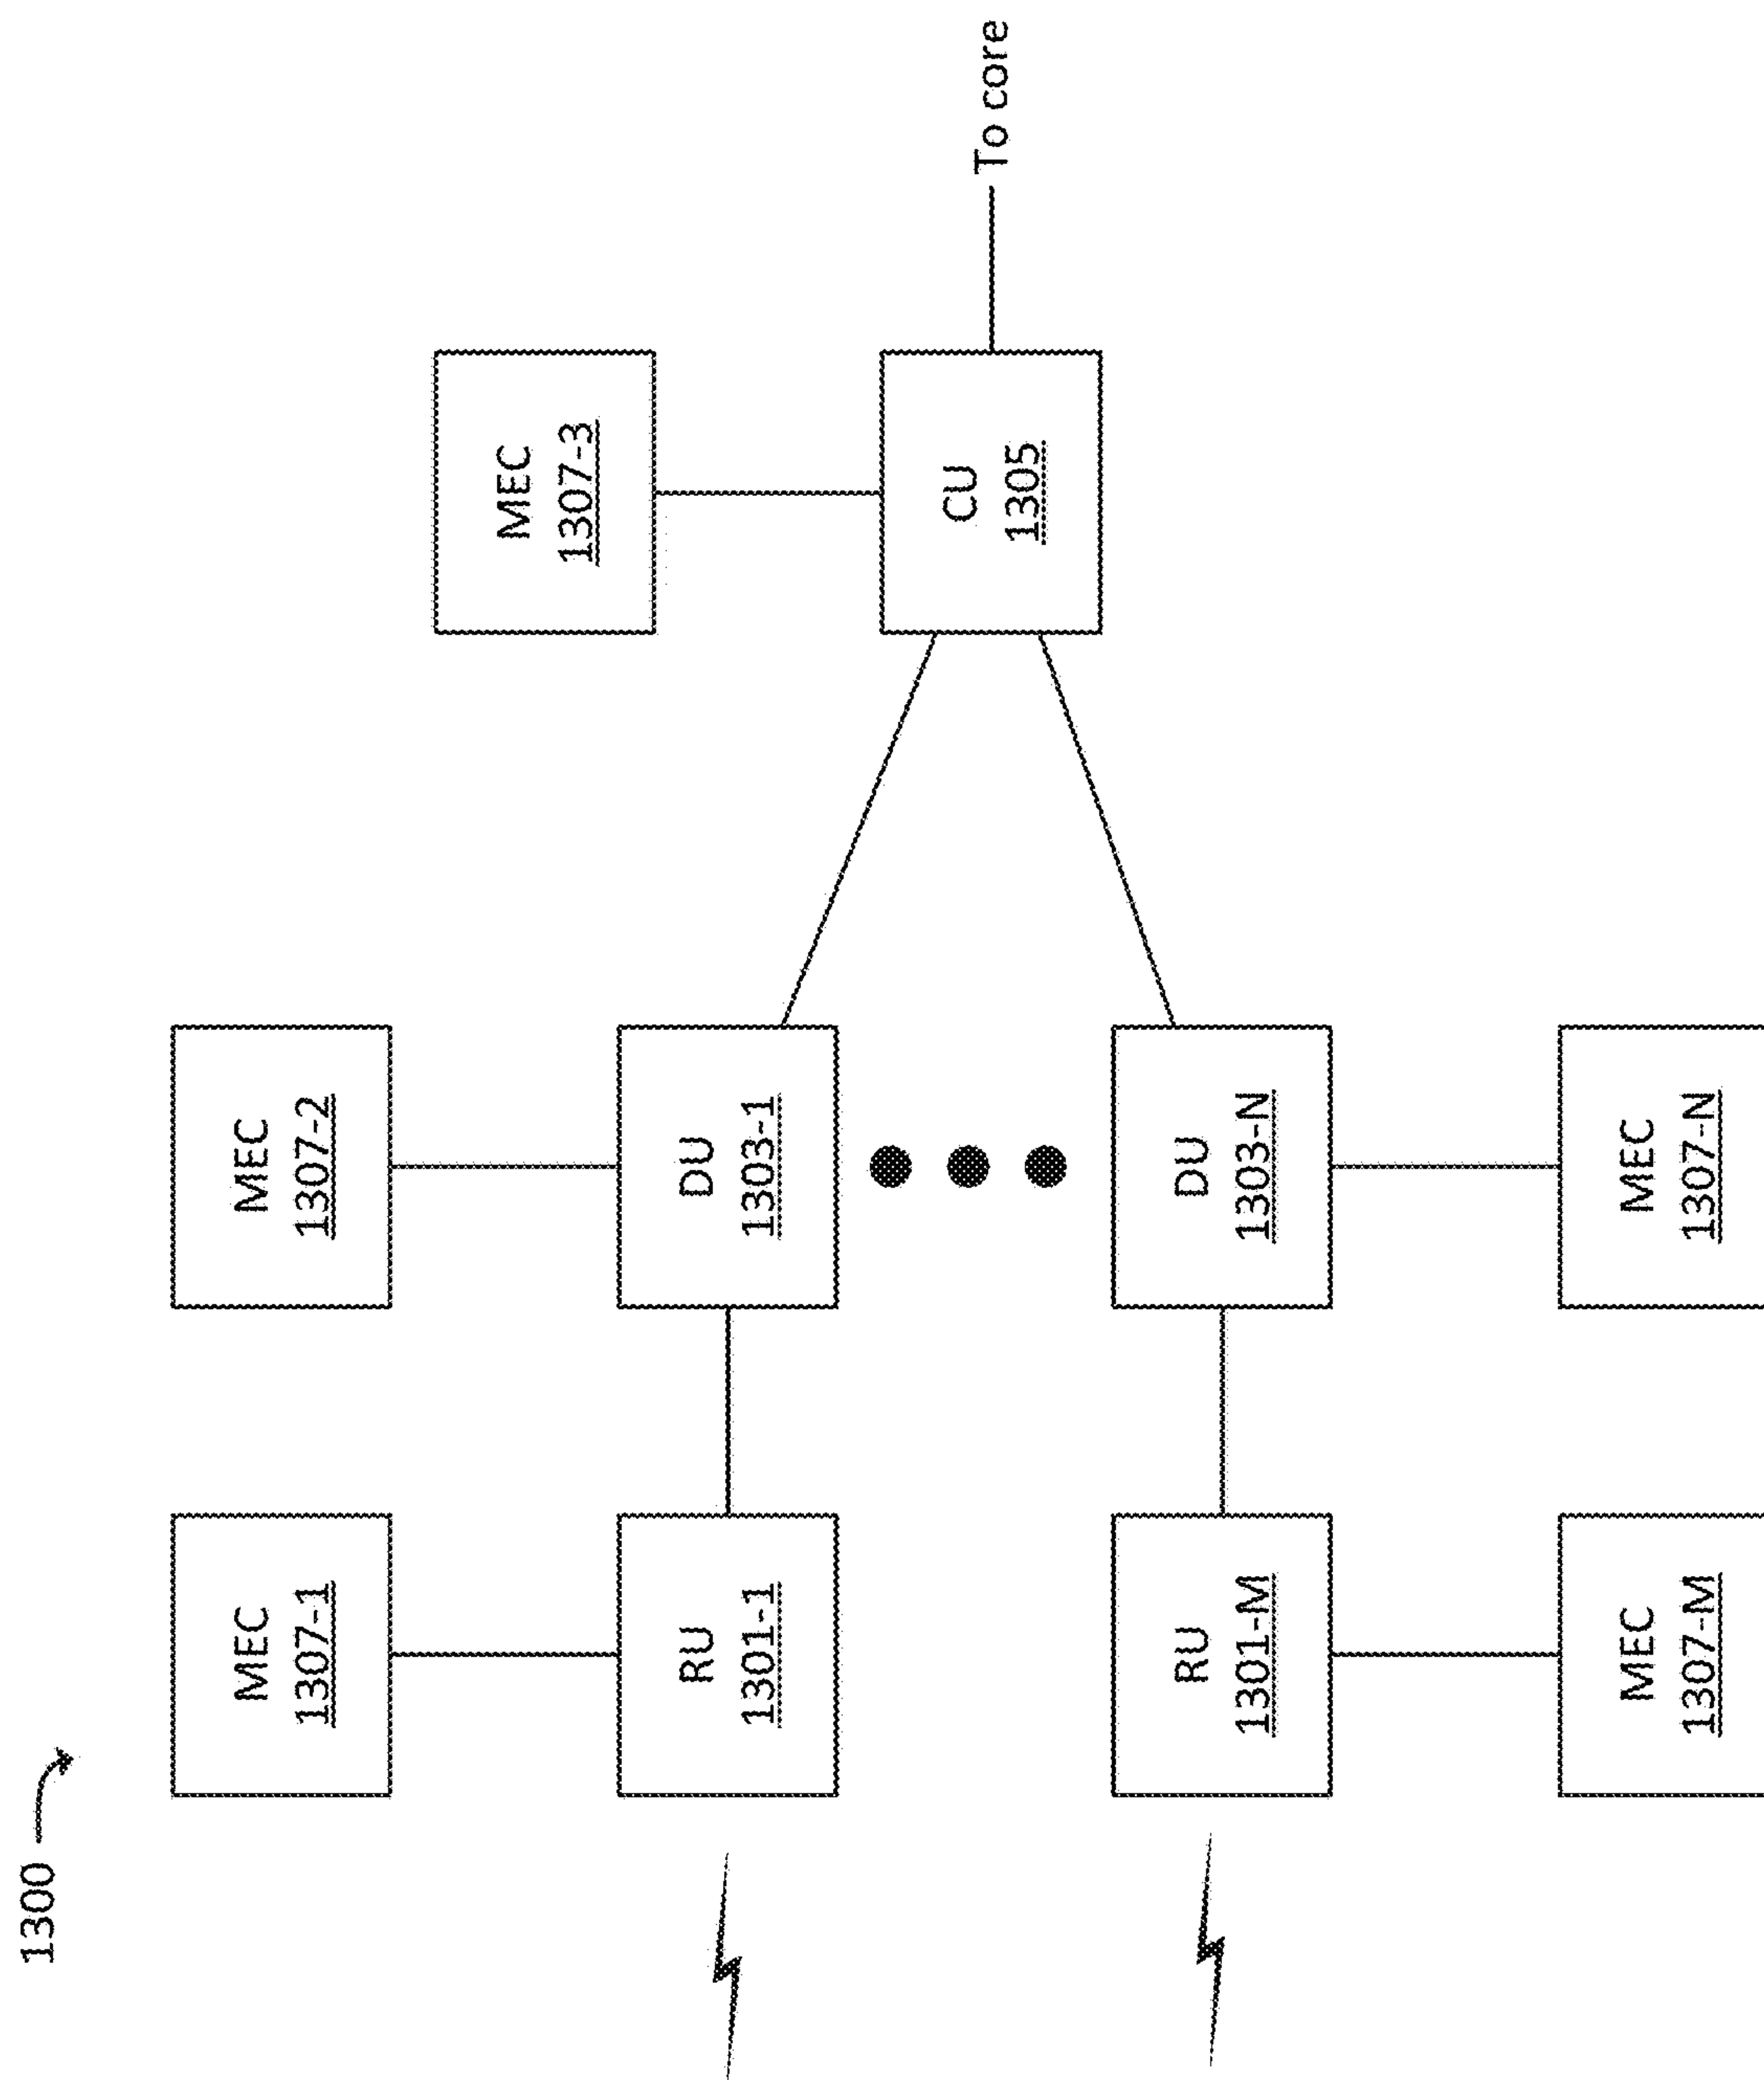 1300
MEC
1307-1
MEC
1307-2
MEC
1307-3
RU
1301-1
DU
1303-1
CU
1305
To core
RU
1301-M
DU
1303-N
MEC
1307-M
MEC
1307-N